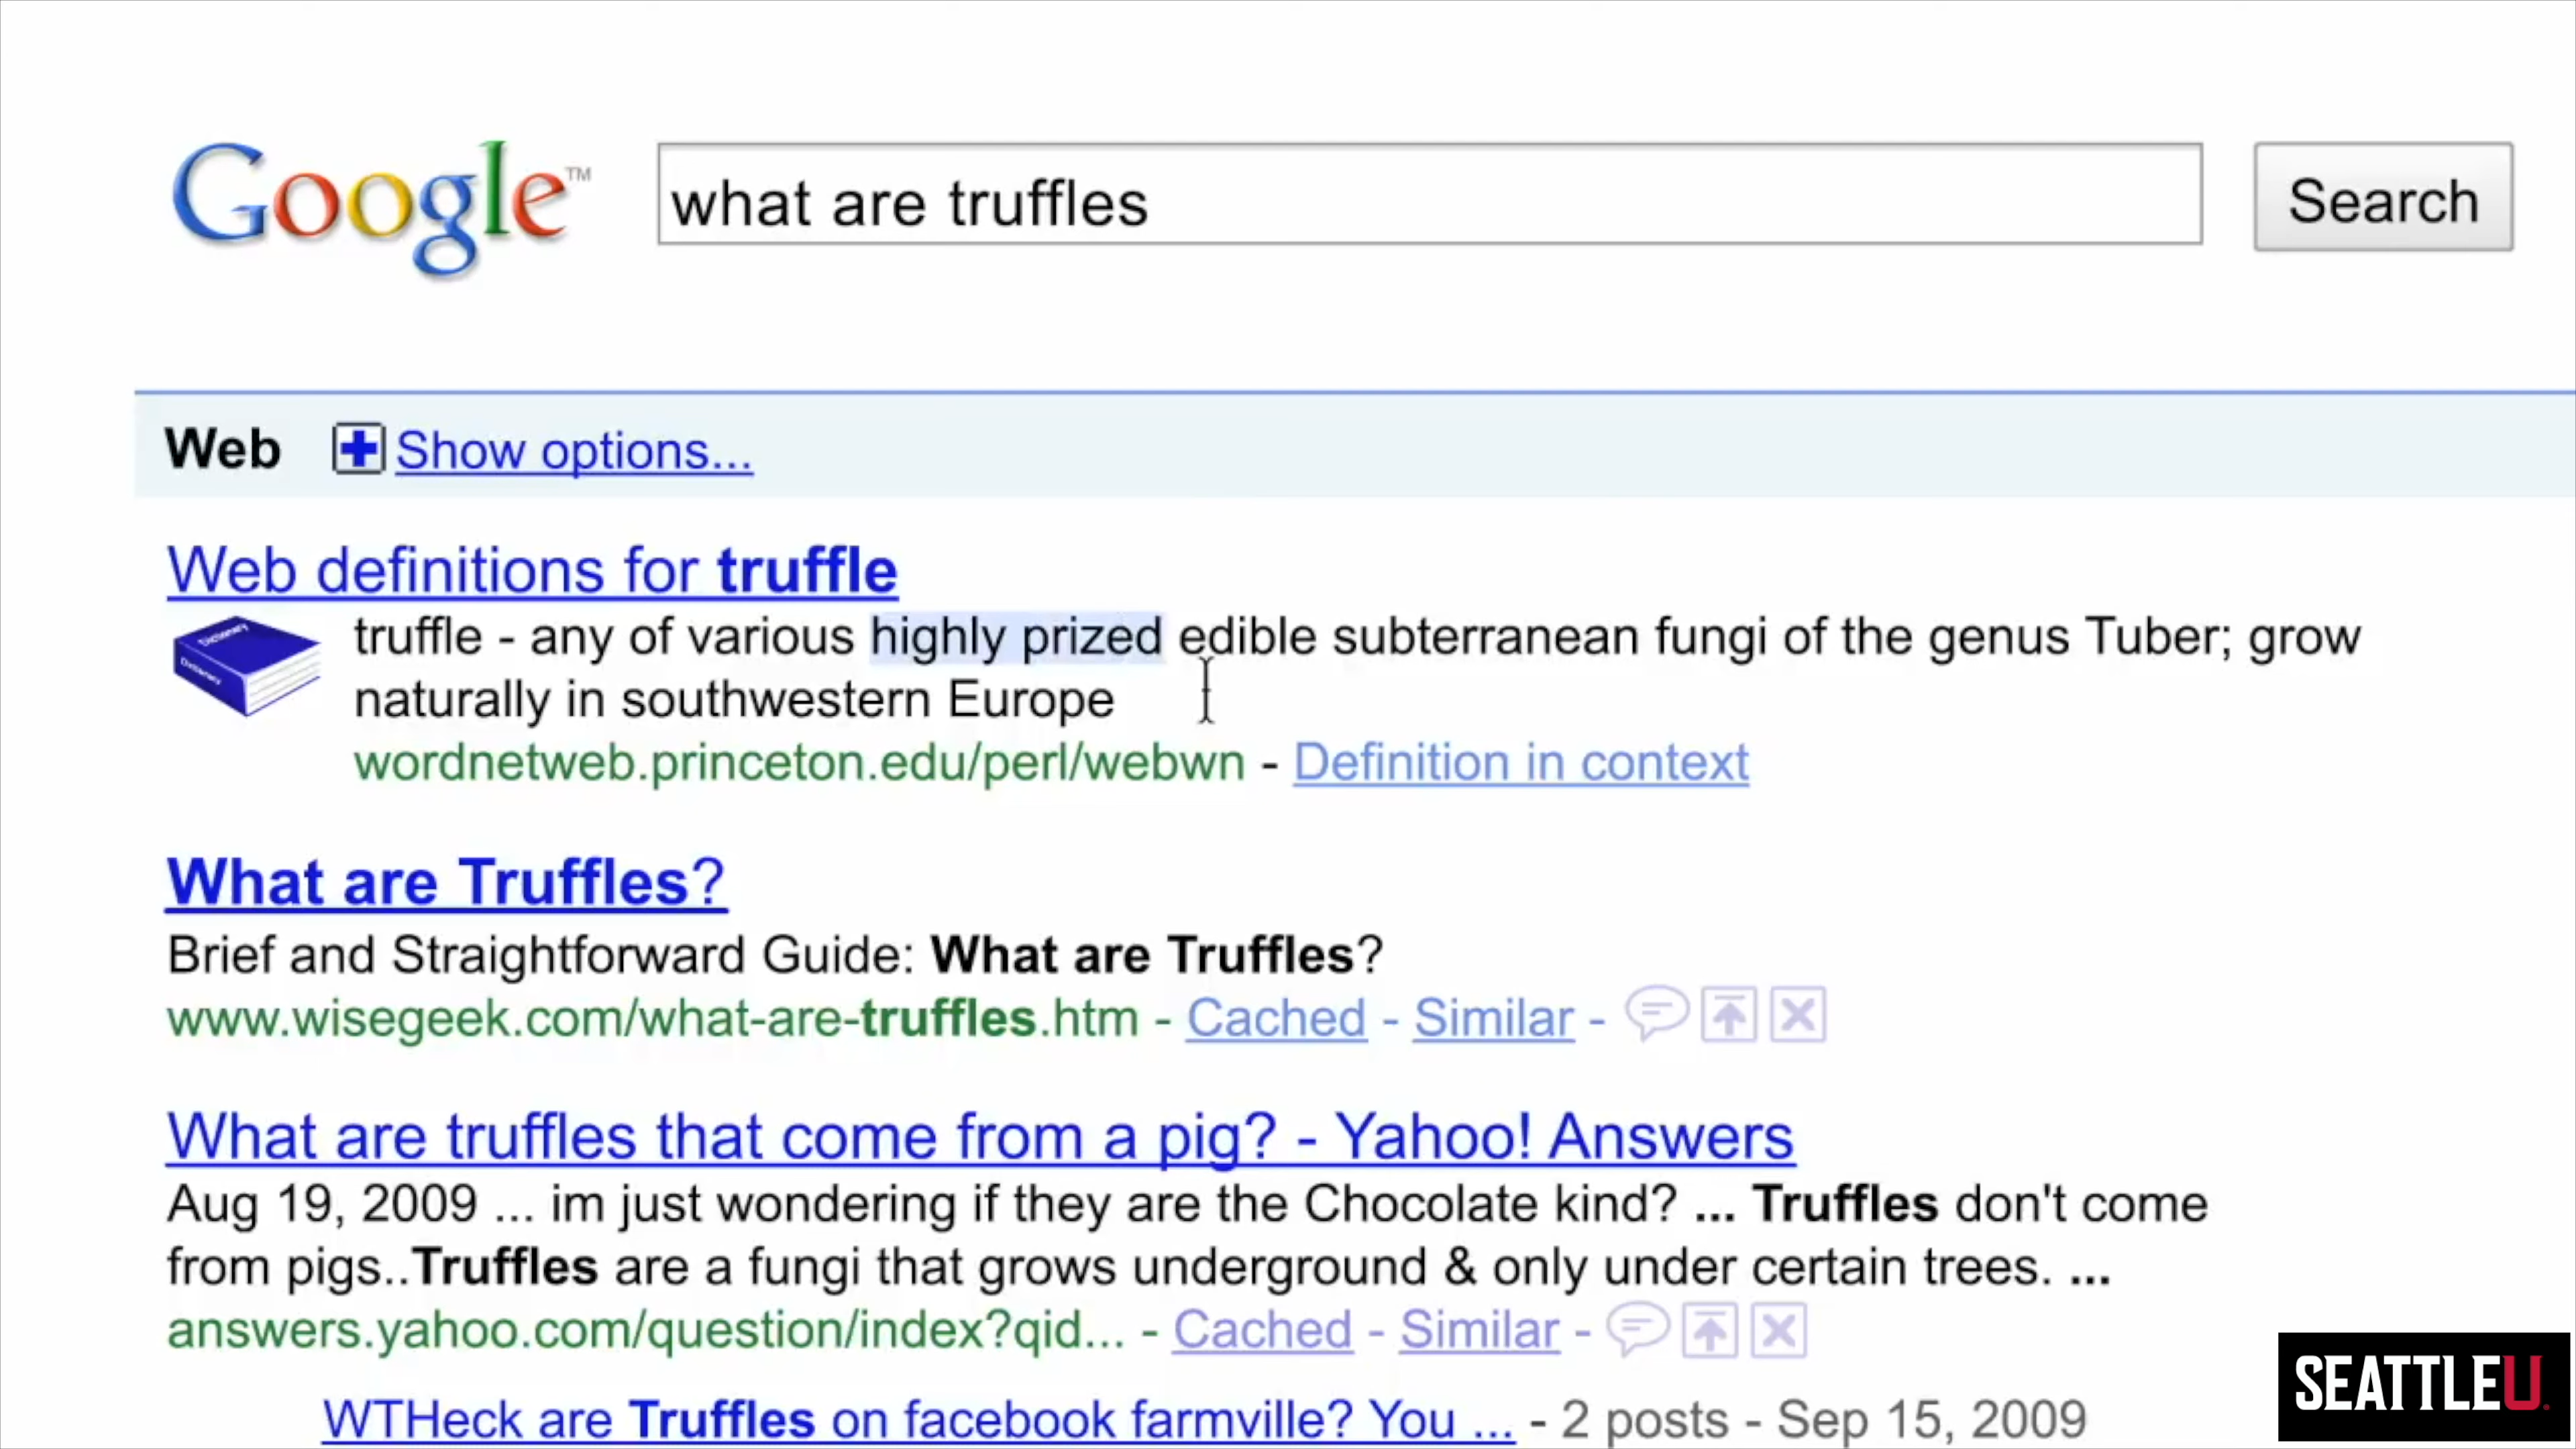 Google™
what are truffles
Search
Web
Show options...
Web definitions for truffle
Dictionary
Dictionary
truffle - any of various highly prized edible subterranean fungi of the genus Tuber; grow
naturally in southwestern Europe
wordnetweb.princeton.edu/perl/webwn - Definition in context
What are Truffles?
Brief and Straightforward Guide: What are Truffles?
www.wisegeek.com/what-are-truffles.htm - Cached - Similar -
What are truffles that come from a pig? - Yahoo! Answers
Aug 19, 2009 ... im just wondering if they are the Chocolate kind? ... Truffles don't come
from pigs..Truffles are a fungi that grows underground & only under certain trees. ...
answers.yahoo.com/question/index?qid... - Cached - Similar -
WTHeck are Truffles on facebook farmville? You ... - 2 posts - Sep 15, 2009
SEATTLEU.